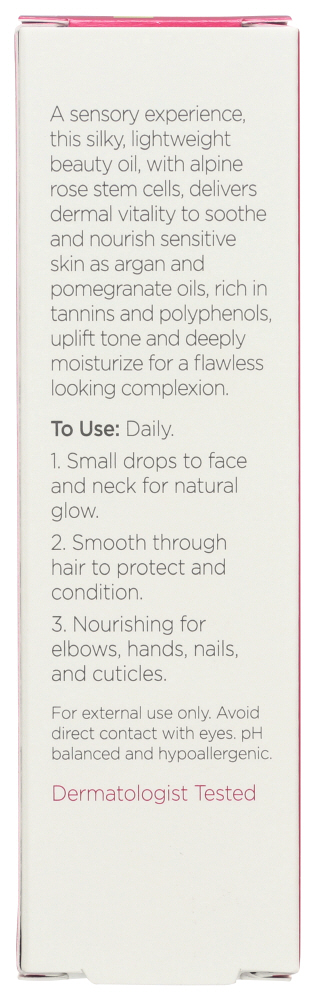 A sensory experience,
this silky, lightweight
beauty oil, with alpine
rose stem cells, delivers
dermal vitality to soothe
and nourish sensitive
skin as argan and
pomegranate oils, rich in
tannins and polyphenols,
uplift tone and deeply
moisturize for a flawless
looking complexion.
To Use: Daily.
1. Small drops to face
and neck for natural
glow.
2. Smooth through
hair to protect and
condition.
3. Nourishing for
elbows, hands, nails,
and cuticles.
For external use only. Avoid
direct contact with eyes. pH
balanced and hypoallergenic.
Dermatologist Tested